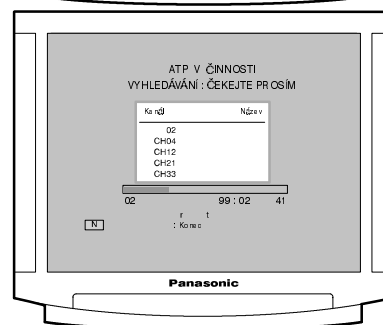 ATP V ČINNOSTI
VYHLEDÁVÁNÍ : ČEKEJTE PROSÍM
Kanál Název
02
CH04
CH12
CH21
CH33
02 99 : 02 41
r t
N : Konec
Panasonic